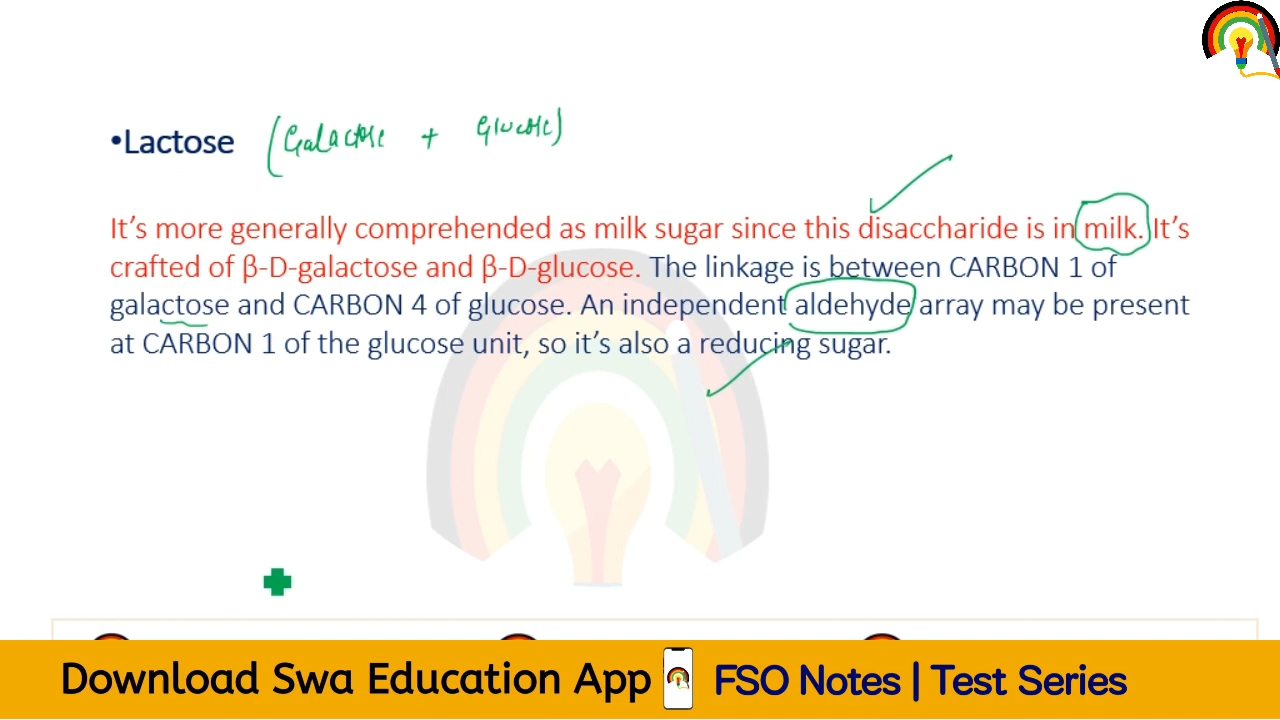 •Lactose (Galactose + Glucose)
It’s more generally comprehended as milk sugar since this disaccharide is in milk. It’s
crafted of β-D-galactose and β-D-glucose. The linkage is between CARBON 1 of
galactose and CARBON 4 of glucose. An independent aldehyde array may be present
at CARBON 1 of the glucose unit, so it’s also a reducing sugar.
Download Swa Education App FSO Notes | Test Series